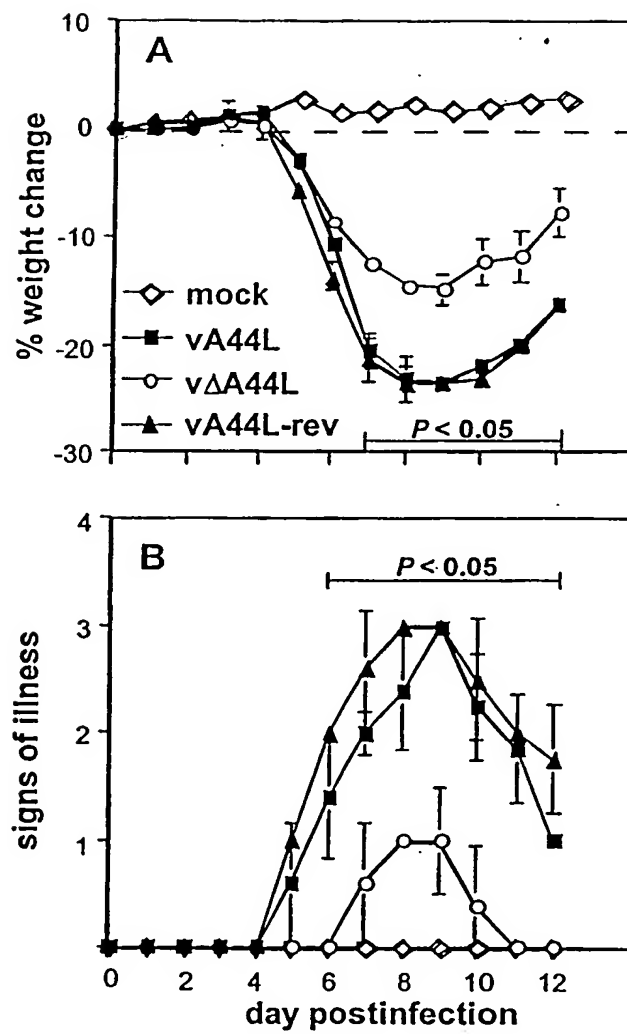 10
A
0
-10
-20
-30
% weight change
mock
vA44L
vΔA44L
vA44L-rev
P < 0.05
4
B
3
2
1
signs of illness
P < 0.05
0 2 4 6 8 10 12
day postinfection